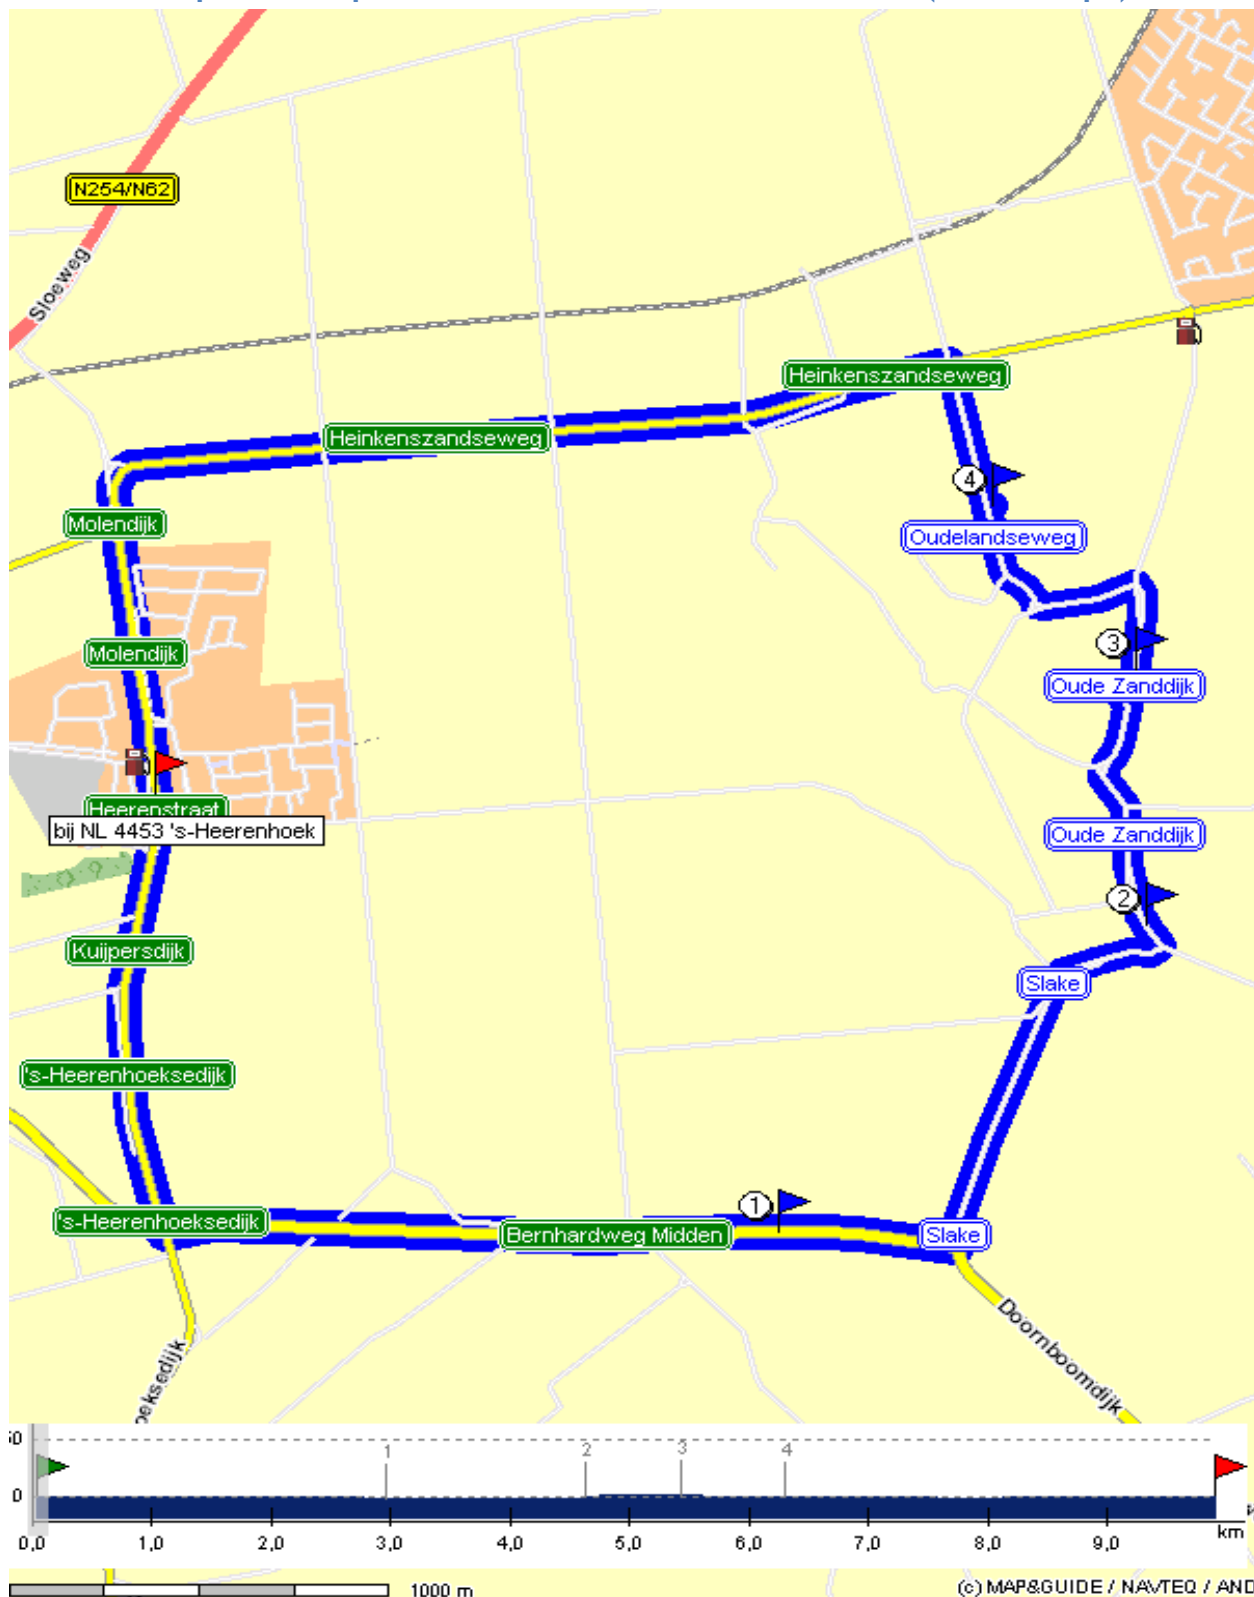 N254/N62
Sloeweg
Heinkenszandseweg
Heinkenszandseweg
4
Molendijk
Oudelandseweg
3
Molendijk
Oude Zanddijk
Heerenstraat
bij NL 4453 's-Heerenhoek
Oude Zanddijk
2
Kuijpersdijk
Slake
's-Heerenhoeksedijk
1
's-Heerenhoeksedijk
Bernhardweg Midden
Slake
Doornboomdijk
oeksedijk
1 2 3 4
0
0,0 1,0 2,0 3,0 4,0 5,0 6,0 7,0 8,0 9,0 km
1000 m
(c) MAP&GUIDE / NAVTEQ / AND